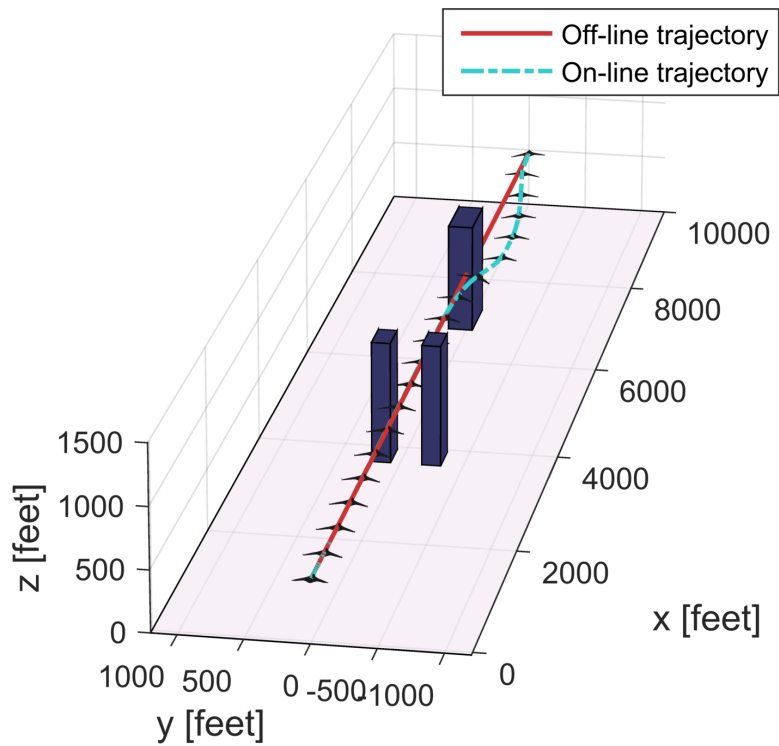 Off-line trajectory
On-line trajectory
10000
8000
6000
4000
2000
0
x [feet]
1500
1000
500
0
z [feet]
1000 500 0 -500 -1000
y [feet]